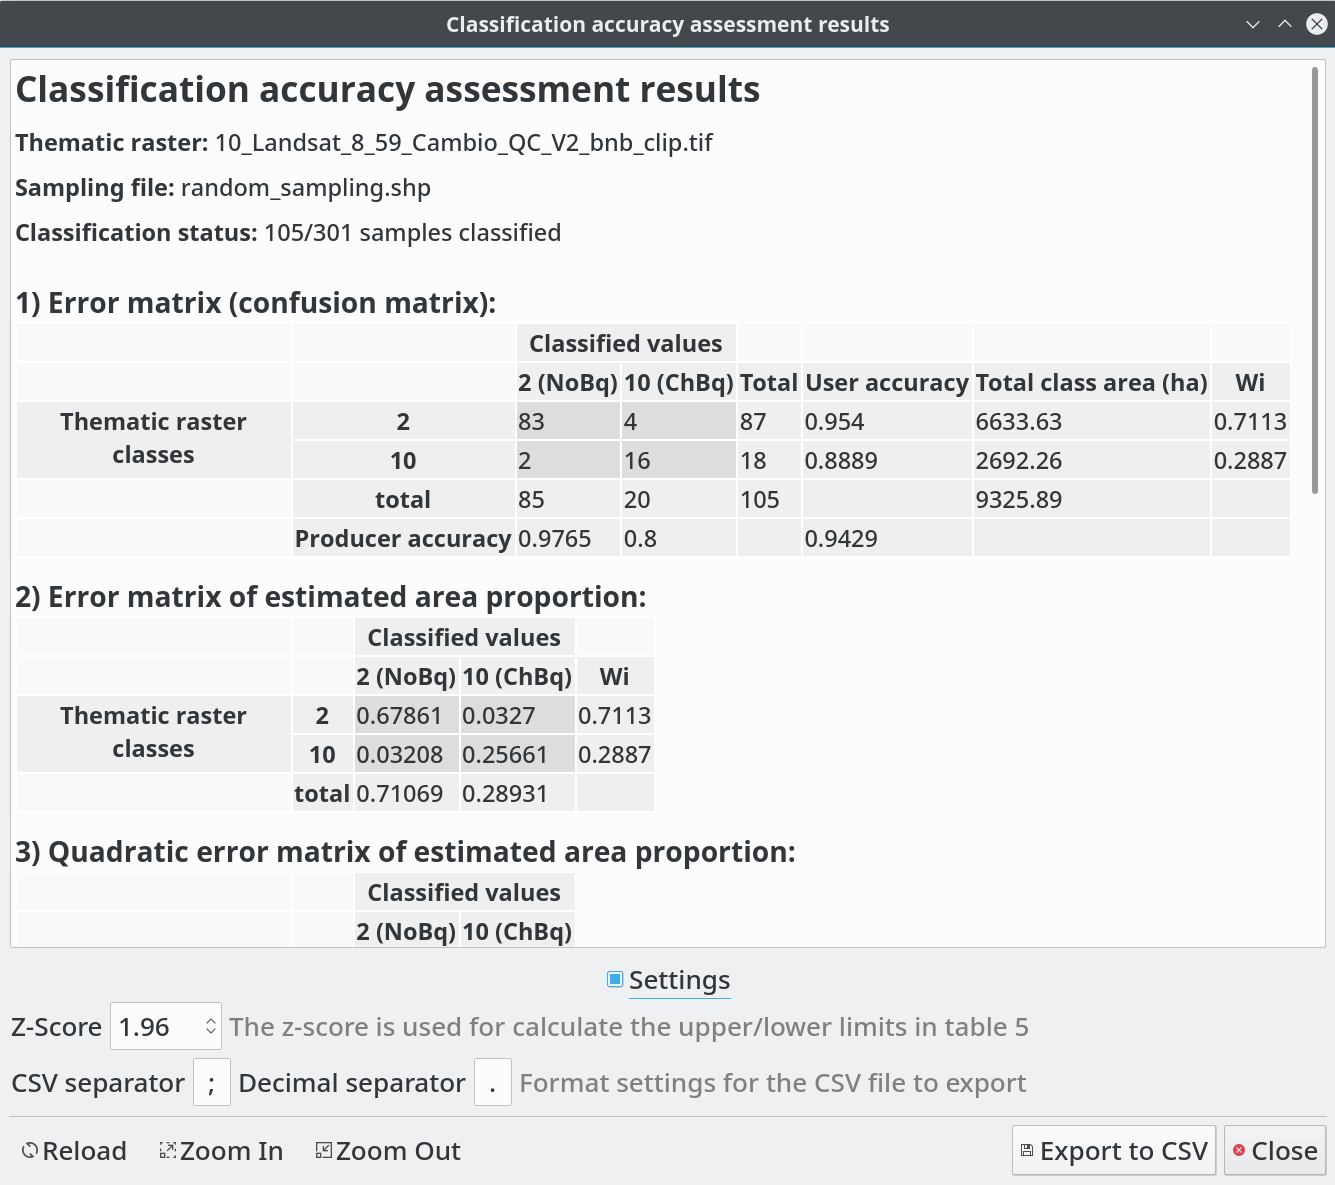 Classification accuracy assessment results
Classification accuracy assessment results
Thematic raster: 10_Landsat_8_59_Cambio_QC_V2_bnb_clip.tif
Sampling file: random_sampling.shp
Classification status: 105/301 samples classified
1) Error matrix (confusion matrix):
Classified values
2 (NoBq) 10 (ChBq) Total User accuracy Total class area (ha) Wi
Thematic raster classes 2 83 4 87 0.954 6633.63 0.7113
10 2 16 18 0.8889 2692.26 0.2887
total 85 20 105 9325.89
Producer accuracy 0.9765 0.8 0.9429
2) Error matrix of estimated area proportion:
Classified values
2 (NoBq) 10 (ChBq) Wi
Thematic raster classes 2 0.67861 0.0327 0.7113
10 0.03208 0.25661 0.2887
total 0.71069 0.28931
3) Quadratic error matrix of estimated area proportion:
Classified values
2 (NoBq) 10 (ChBq)
Settings
Z-Score 1.96 The z-score is used for calculate the upper/lower limits in table 5
CSV separator ; Decimal separator . Format settings for the CSV file to export
Reload Zoom In Zoom Out Export to CSV Close